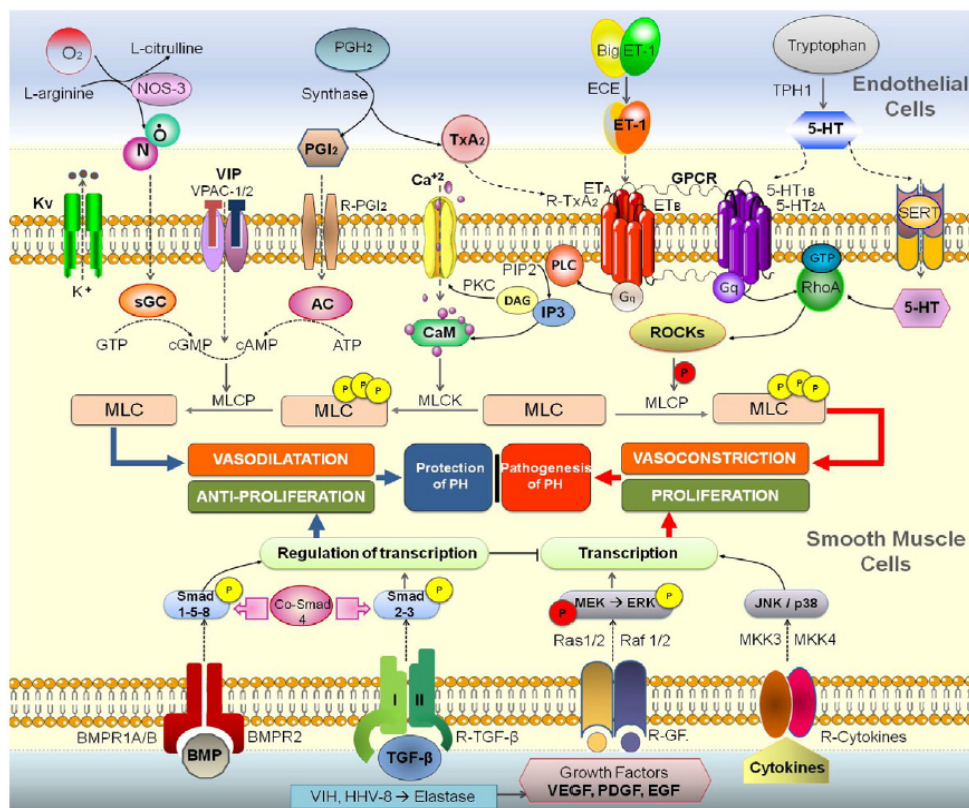 O₂
L-citrulline
NOS-3
L-arginine
N
O
PGH₂
Synthase
PGI₂
TxA₂
Big ET-1
ECE
ET-1
Tryptophan
TPH1
5-HT
Endothelial
Cells
Kv
K⁺
VIP
VPAC-1/2
R-PGI₂
Ca⁺²
R-TxA₂
ETA
ETB
GPCR
5-HT1B
5-HT2A
SERT
sGC
AC
GTP
cGMP
cAMP
ATP
PKC
PIP2
PLC
DAG
IP3
CaM
Gq
Gq
GTP
RhoA
5-HT
ROCKs
P
MLC
MLCP
MLC
P P P
MLCK
MLC
MLCP
MLC
P P P
VASODILATATION
ANTI-PROLIFERATION
Protection
of PH
Pathogenesis
of PH
VASOCONSTRICTION
PROLIFERATION
Smooth Muscle
Cells
Regulation of transcription
Transcription
Smad
1-5-8
P
Co-Smad
4
Smad
2-3
P
MEK → ERK
P
P
Ras1/2 Raf 1/2
JNK / p38
MKK3 MKK4
BMPR1A/B
BMPR2
BMP
I II
R-TGF-β
TGF-β
R-GF.
R-Cytokines
Cytokines
VIH, HHV-8 → Elastase
Growth Factors
VEGF, PDGF, EGF